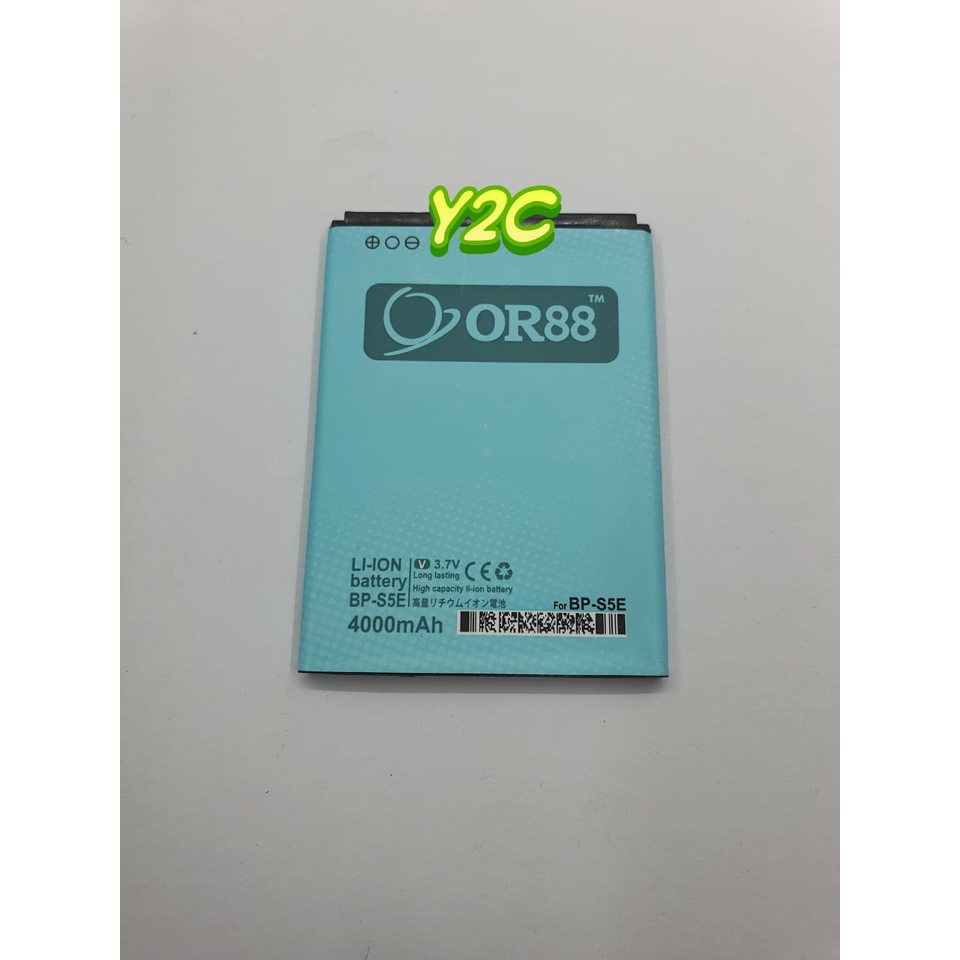 Y2C
OR88™
LI-ION
battery
BP-S5E
4000mAh
V 3.7V
Long lasting
High capacity li-ion battery
高量リチウムイオン電池
CE
For BP-S5E